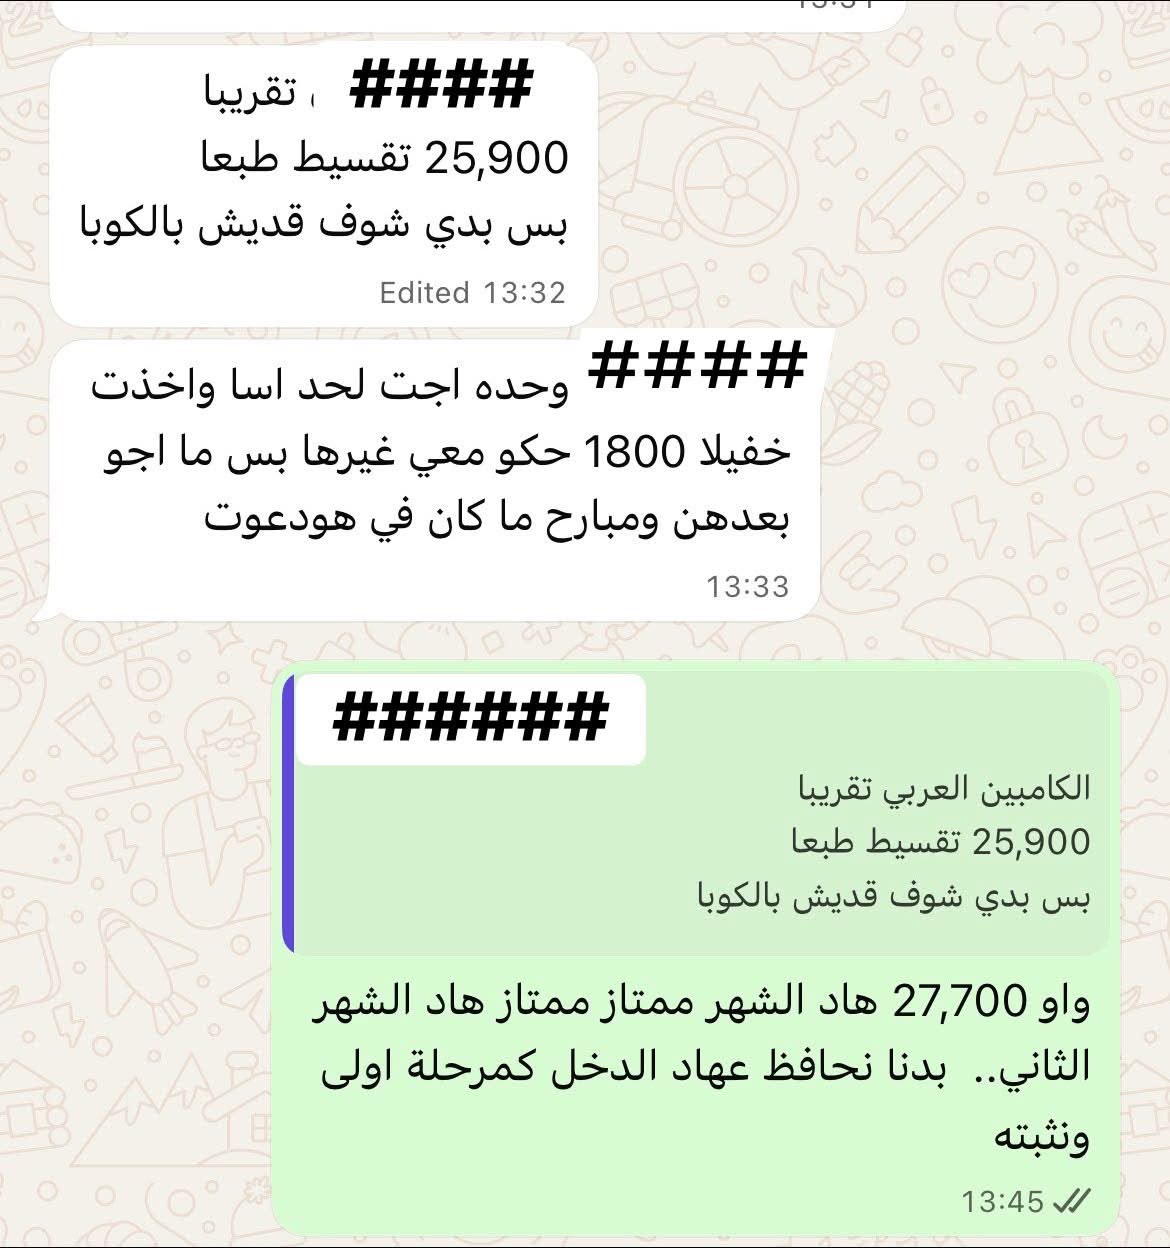 #### تقريبا
25,900 تقسيط طبعا
بس بدي شوف قديش بالكوبا
Edited 13:32
#### وحده اجت لحد اسا واخذت
خفيلا 1800 حكو معي غيرها بس ما اجو
بعدهن ومبارح ما كان في هودعوت
13:33
######
الكامبين العربي تقريبا
25,900 تقسيط طبعا
بس بدي شوف قديش بالكوبا
واو 27,700 هاد الشهر ممتاز ممتاز هاد الشهر
الثاني.. بدنا نحافظ عهاد الدخل كمرحلة اولى
ونثبته
13:45